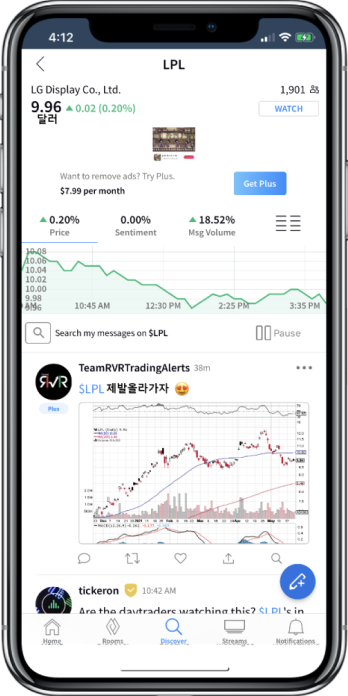 4:12
LPL
LG Display Co., Ltd.
1,901
9.96 ▲ 0.02 (0.20%)
WATCH
달러
Want to remove ads? Try Plus.
$7.99 per month
Get Plus
▲ 0.20%
0.00%
▲ 18.52%
Price
Sentiment
Msg Volume
10.08
10.06
10.04
10.02
10.00
9.98
9.96
AM
10:45 AM
12:30 PM
2:25 PM
3:35 PM
Search my messages on $LPL
Pause
TeamRVRTradingAlerts 38m
RVR
$LPL 제발올라가자 😍
Plus
tickeron 10:42 AM
Are the daytraders watching this? $LPL's in
Home
Rooms
Discover
Streams
Notifications